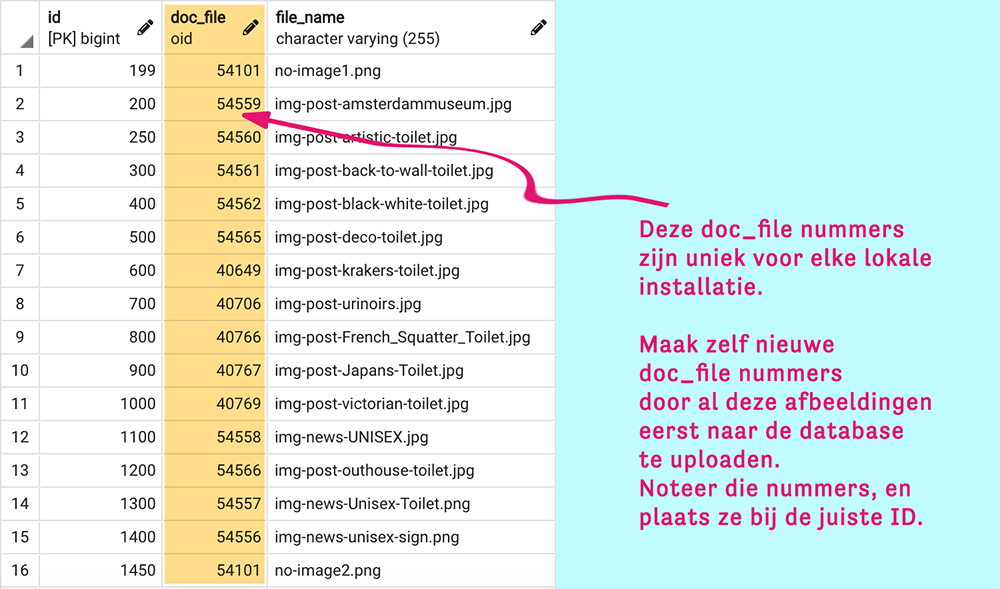 id doc_file file_name
[PK] bigint oid character varying (255)
1 199 54101 no-image1.png
2 200 54559 img-post-amsterdammuseum.jpg
3 250 54560 img-post-artistic-toilet.jpg
4 300 54561 img-post-back-to-wall-toilet.jpg
5 400 54562 img-post-black-white-toilet.jpg
6 500 54565 img-post-deco-toilet.jpg
7 600 40649 img-post-krakers-toilet.jpg
8 700 40706 img-post-urinoirs.jpg
9 800 40766 img-post-French_Squatter_Toilet.jpg
10 900 40767 img-post-Japans-Toilet.jpg
11 1000 40769 img-post-victorian-toilet.jpg
12 1100 54558 img-news-UNISEX.jpg
13 1200 54566 img-post-outhouse-toilet.jpg
14 1300 54557 img-news-Unisex-Toilet.png
15 1400 54556 img-news-unisex-sign.png
16 1450 54101 no-image2.png
Deze doc_file nummers
zijn uniek voor elke lokale
installatie.
Maak zelf nieuwe
doc_file nummers
door al deze afbeeldingen
eerst naar de database
te uploaden.
Noteer die nummers, en
plaats ze bij de juiste ID.